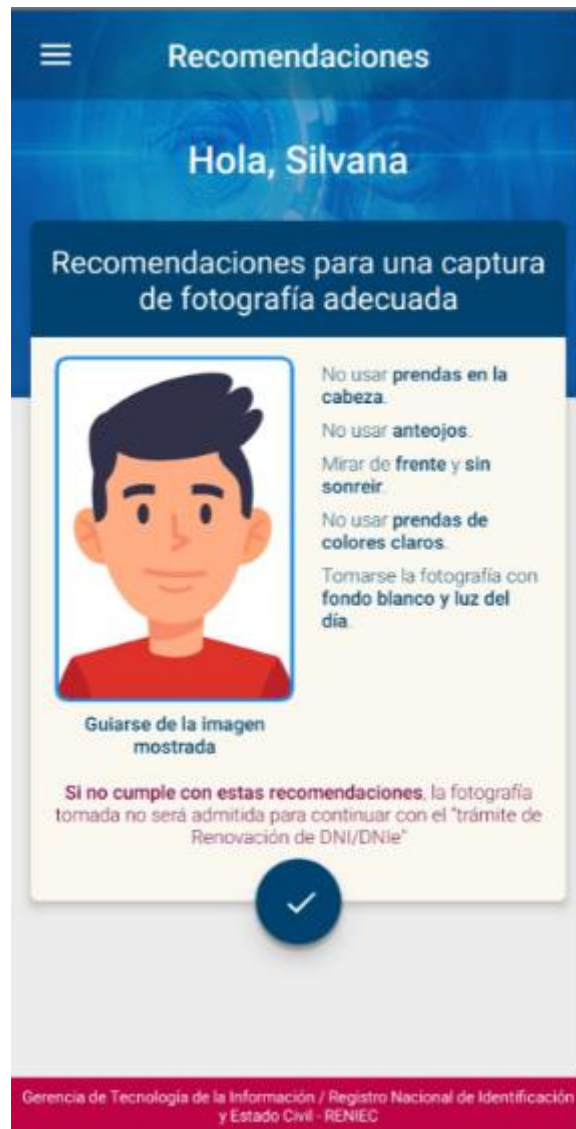 Recomendaciones
Hola, Silvana
Recomendaciones para una captura
de fotografía adecuada
No usar prendas en la
cabeza.
No usar anteojos.
Mirar de frente y sin
sonreir.
No usar prendas de
colores claros.
Tomarse la fotografía con
fondo blanco y luz del
día.
Guiarse de la imagen
mostrada
Si no cumple con estas recomendaciones, la fotografía
tomada no será admitida para continuar con el "trámite de
Renovación de DNI/DNIe"
Gerencia de Tecnología de la Información / Registro Nacional de Identificación
y Estado Civil - RENIEC